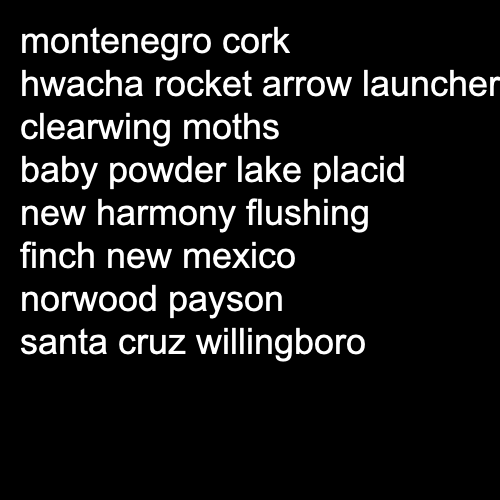 montenegro cork
hwacha rocket arrow launcher
clearwing moths
baby powder lake placid
new harmony flushing
finch new mexico
norwood payson
santa cruz willingboro